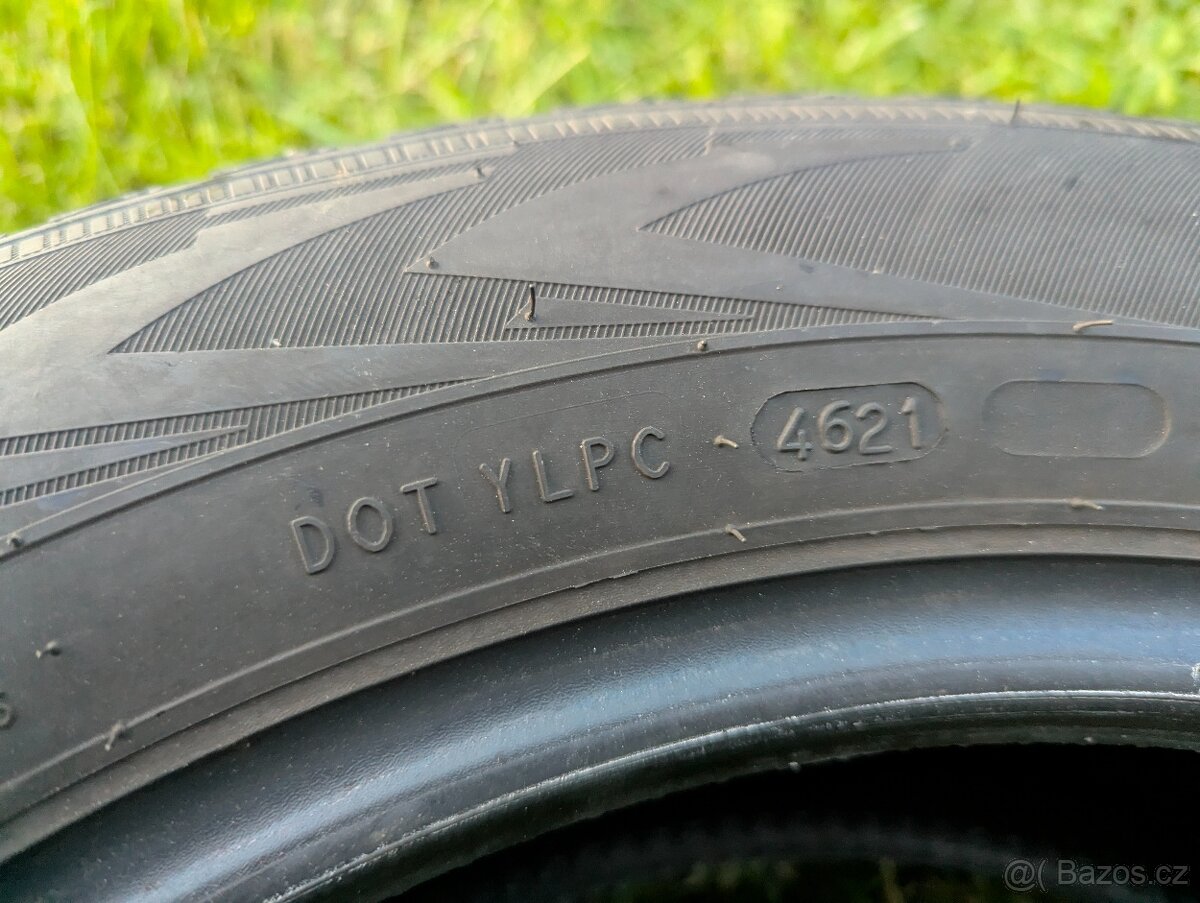 DOT YLPC 4621
@( Bazos.cz